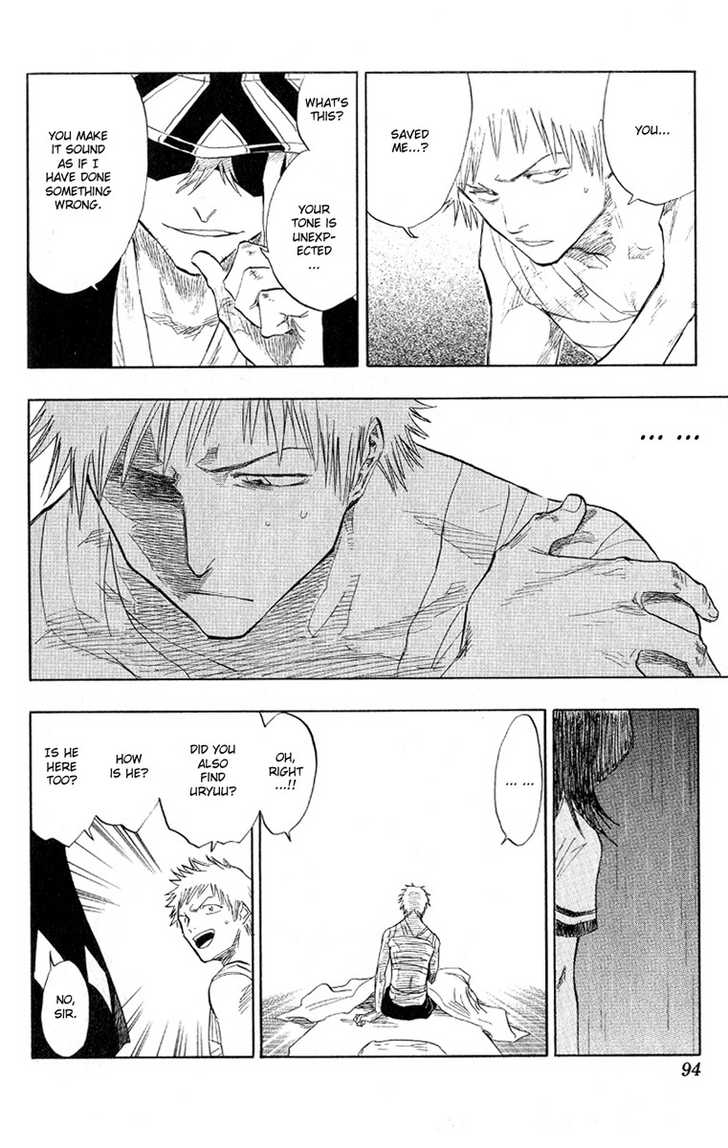 YOU...
SAVED
ME...?
WHAT'S
THIS?
YOUR
TONE IS
UNEXP-
ECTED
...
YOU MAKE
IT SOUND
AS IF I
HAVE DONE
SOMETHING
WRONG.
... ...
... ...
OH,
RIGHT
...!!
DID YOU
ALSO
FIND
URYUU?
HOW
IS HE?
IS HE
HERE
TOO?
NO,
SIR.
94